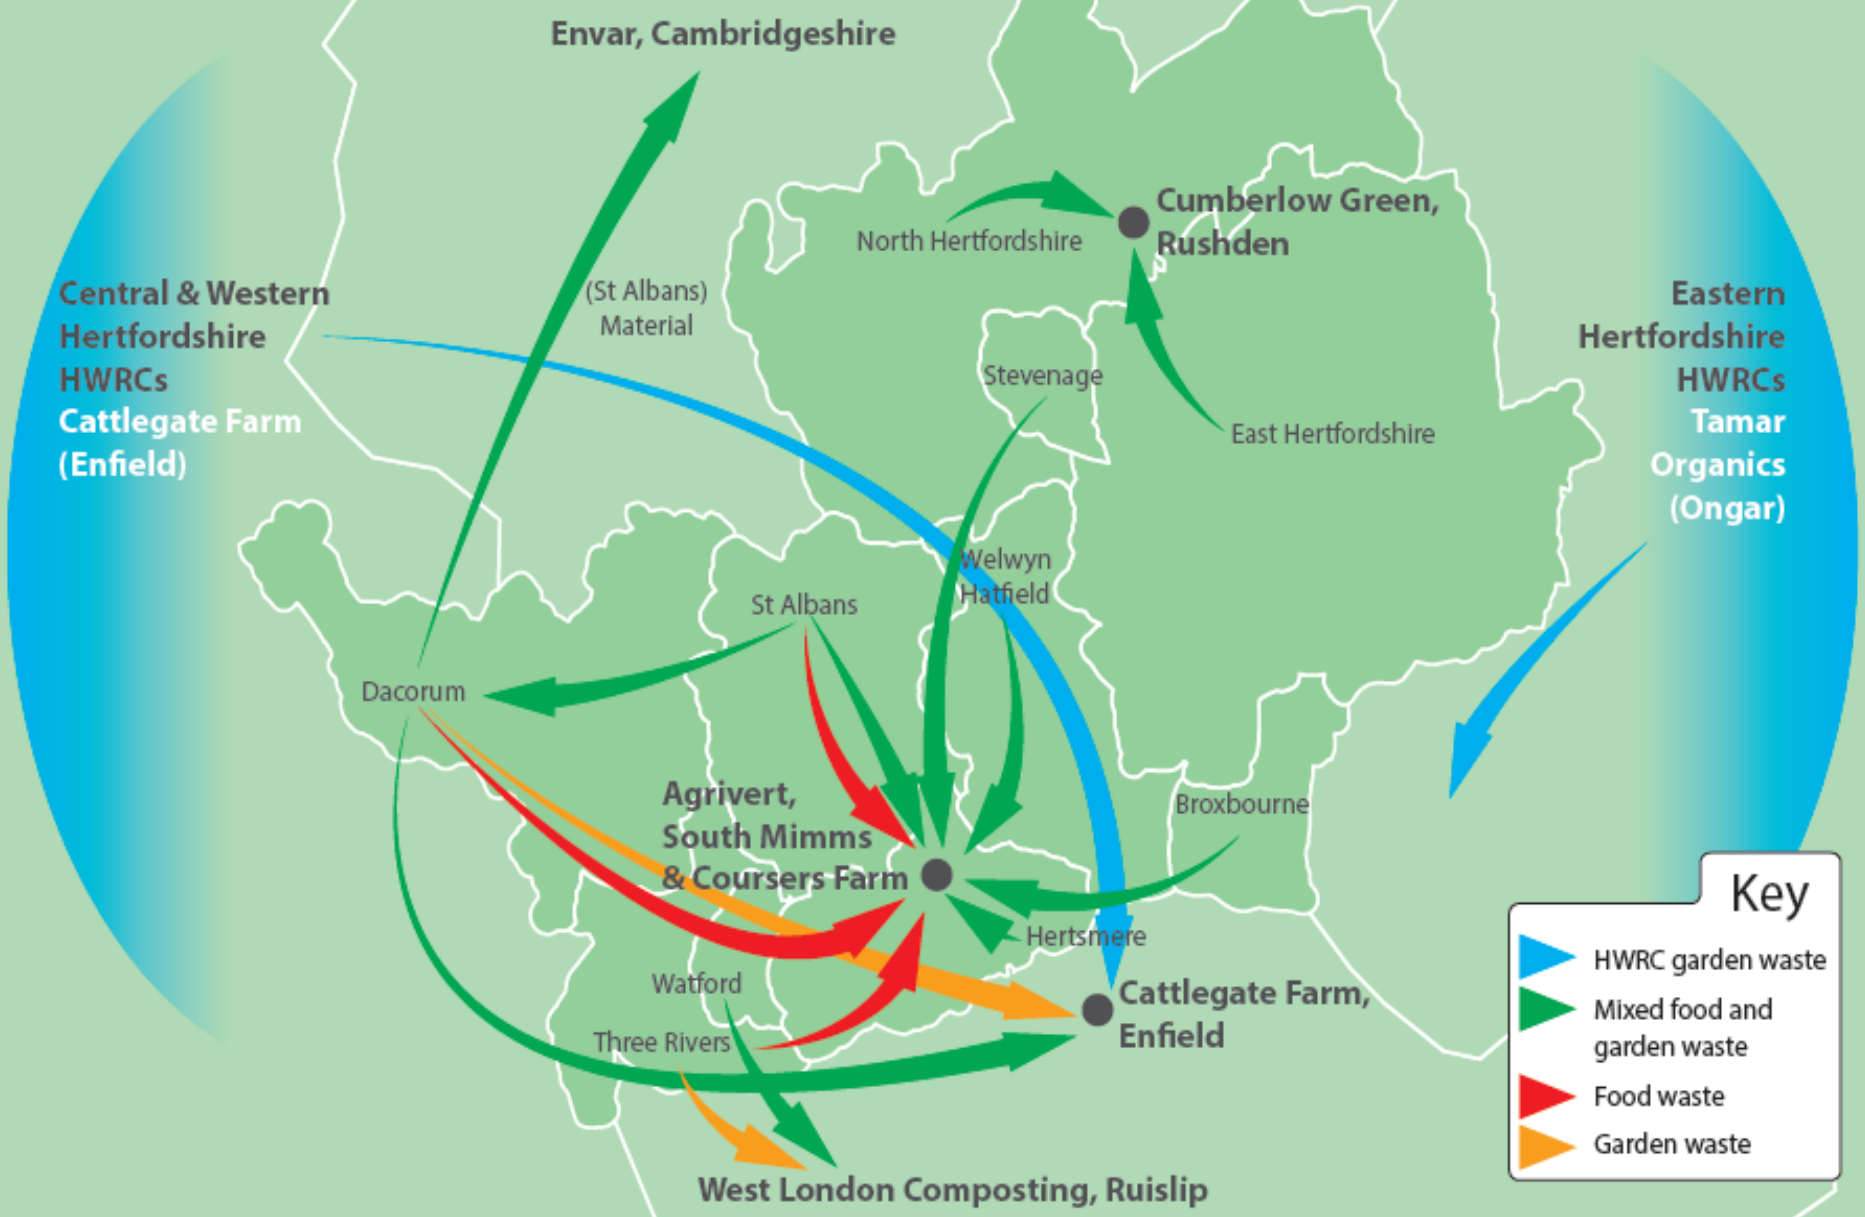 Envar, Cambridgeshire
Cumberlow Green,
Rushden
North Hertfordshire
Central & Western
Hertfordshire
HWRCs
Cattlegate Farm
(Enfield)
(St Albans)
Material
Eastern
Hertfordshire
HWRCs
Tamar
Organics
(Ongar)
Stevenage
East Hertfordshire
Welwyn
Hatfield
St Albans
Dacorum
Agrivert,
South Mimms
& Coursers Farm
Broxbourne
Hertsmere
Watford
Three Rivers
Cattlegate Farm,
Enfield
West London Composting, Ruislip
Key
HWRC garden waste
Mixed food and
garden waste
Food waste
Garden waste